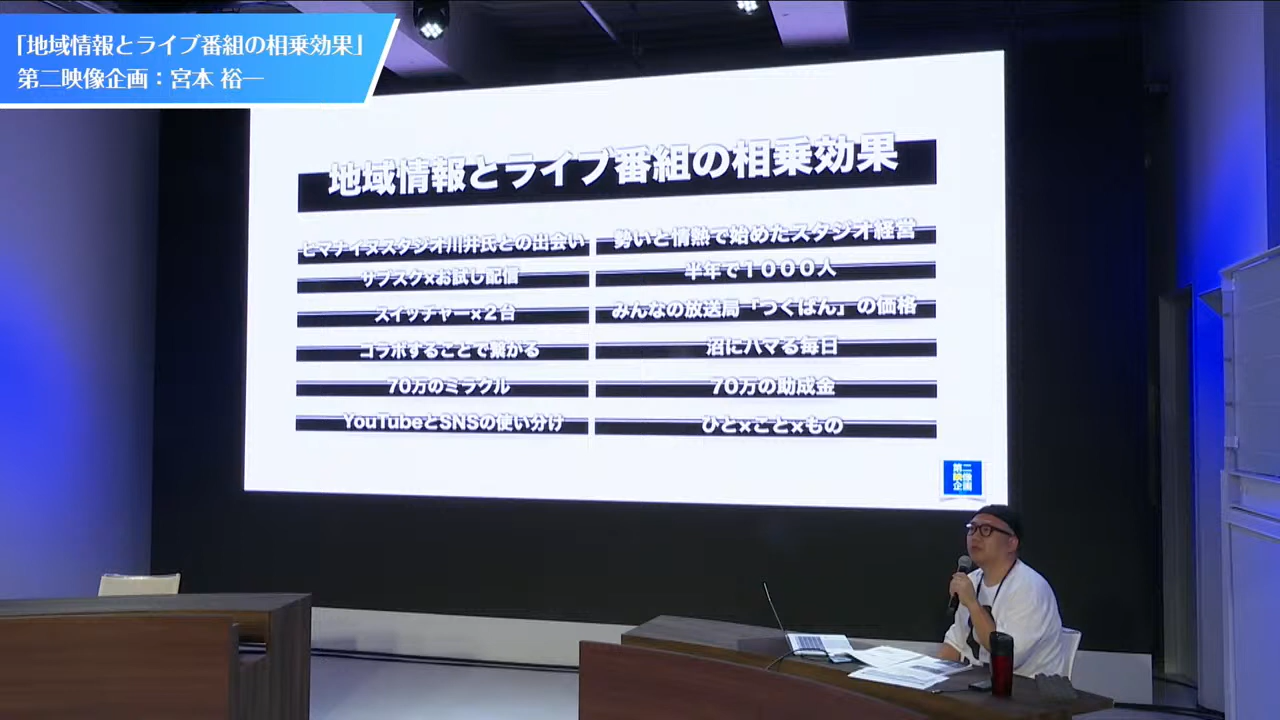 「地域情報とライブ番組の相乗効果」
第二映像企画：宮本 裕一
地域情報とライブ番組の相乗効果
ヒマナイヌスタジオ川井氏との出会い
勢いと情熱で始めたスタジオ経営
サブスク×お試し配信
半年で１０００人
スイッチャー×２台
みんなの放送局「つくばん」の価格
コラボすることで繋がる
沼にハマる毎日
70万のミラクル
70万の助成金
YouTubeとSNSの使い分け
ひと×こと×もの
第二
映像
企画